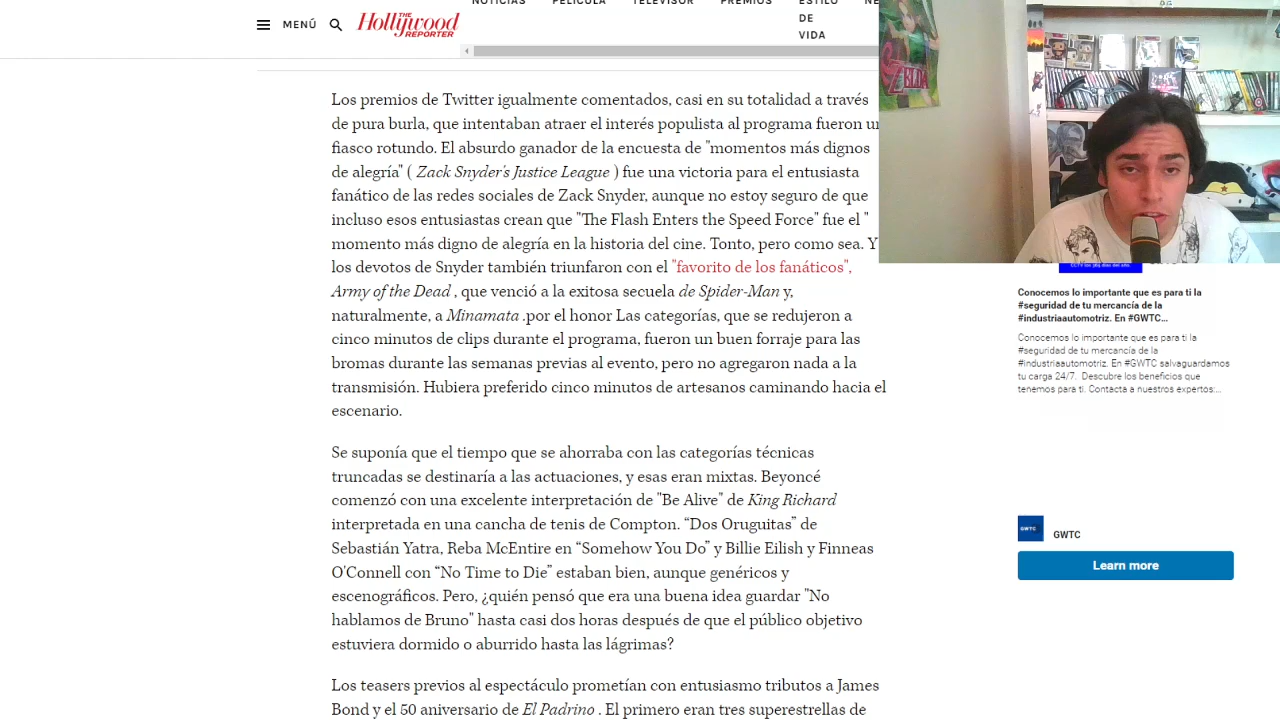 NOTICIAS PELÍCULA TELEVISOR PREMIOS ESTILO
MENÚ THE Hollywood REPORTER DE
VIDA
Los premios de Twitter igualmente comentados, casi en su totalidad a través
de pura burla, que intentaban atraer el interés populista al programa fueron un
fiasco rotundo. El absurdo ganador de la encuesta de "momentos más dignos
de alegría" ( Zack Snyder's Justice League ) fue una victoria para el entusiasta
fanático de las redes sociales de Zack Snyder, aunque no estoy seguro de que
incluso esos entusiastas crean que "The Flash Enters the Speed Force" fue el "
momento más digno de alegría en la historia del cine. Tonto, pero como sea. Y
los devotos de Snyder también triunfaron con el "favorito de los fanáticos",
Army of the Dead , que venció a la exitosa secuela de Spider-Man y,
naturalmente, a Minamata .por el honor Las categorías, que se redujeron a
cinco minutos de clips durante el programa, fueron un buen forraje para las
bromas durante las semanas previas al evento, pero no agregaron nada a la
transmisión. Hubiera preferido cinco minutos de artesanos caminando hacia el
escenario.
Se suponía que el tiempo que se ahorraba con las categorías técnicas
truncadas se destinaría a las actuaciones, y esas eran mixtas. Beyoncé
comenzó con una excelente interpretación de "Be Alive" de King Richard
interpretada en una cancha de tenis de Compton. “Dos Oruguitas” de
Sebastián Yatra, Reba McEntire en “Somehow You Do” y Billie Eilish y Finneas
O'Connell con “No Time to Die” estaban bien, aunque genéricos y
escenográficos. Pero, ¿quién pensó que era una buena idea guardar "No
hablamos de Bruno" hasta casi dos horas después de que el público objetivo
estuviera dormido o aburrido hasta las lágrimas?
Los teasers previos al espectáculo prometían con entusiasmo tributos a James
Bond y el 50 aniversario de El Padrino . El primero eran tres superestrellas de
ZELDA
Conocemos lo importante que es para ti la
#seguridad de tu mercancía de la
#industriaautomotriz. En #GWTC...
Conocemos lo importante que es para ti la
#seguridad de tu mercancía de la
#industriaautomotriz. En #GWTC salvaguardamos
tu carga 24/7. Descubre los beneficios que
tenemos para ti. Contácta a nuestros expertos:...
GWTC GWTC
Learn more